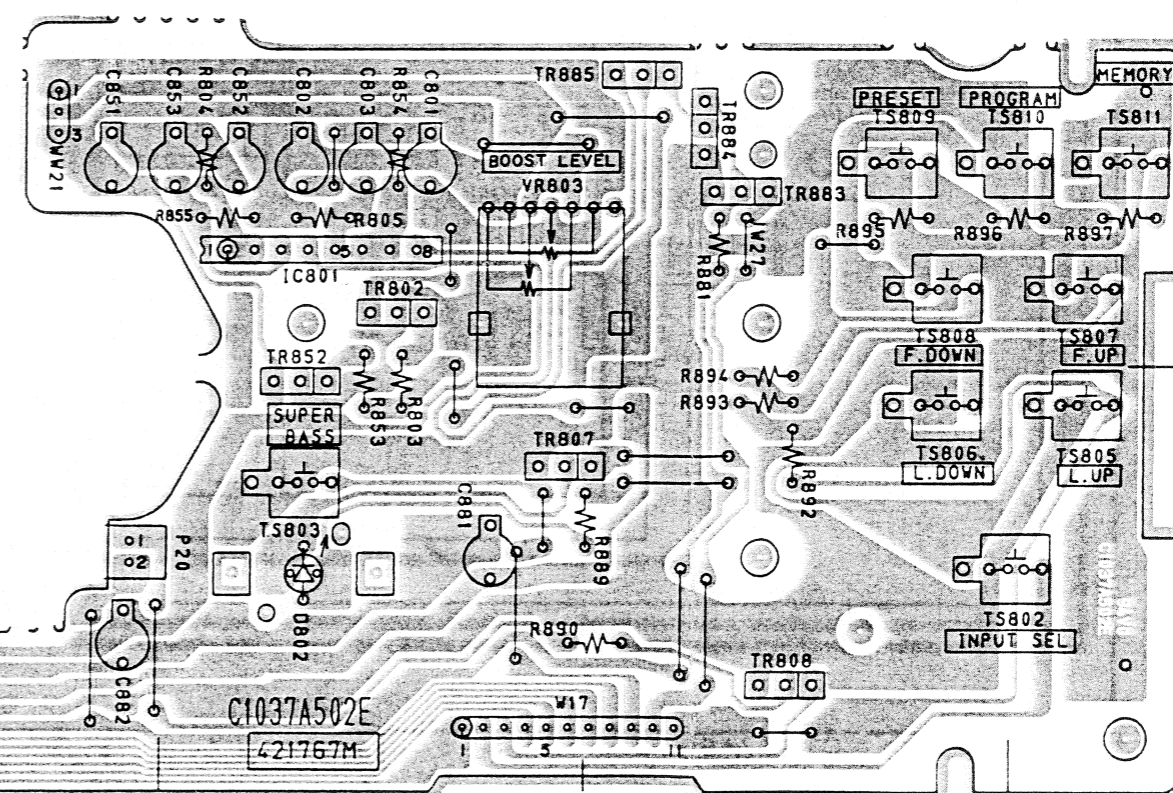 TR885
MEMORY
C851
C853
R804
C852
C802
C803
R854
C801
1
3
WW21
TR884
PRESET
PROGRAM
TS809
TS810
TS811
BOOST LEVEL
VR803
TR883
R855
R805
W27
R881
R895
R896
R897
1
5
8
IC801
TR802
TS808
F.DOWN
TS807
F.UP
TR852
R853
R803
R894
R893
SUPER
BASS
TR807
R892
TS806
L.DOWN
TS805
L.UP
C881
TS803
R889
1
2
P20
D802
C882
R890
TS802
INPUT SEL
TR808
C1037A502E
421767M
W17
1
5
11